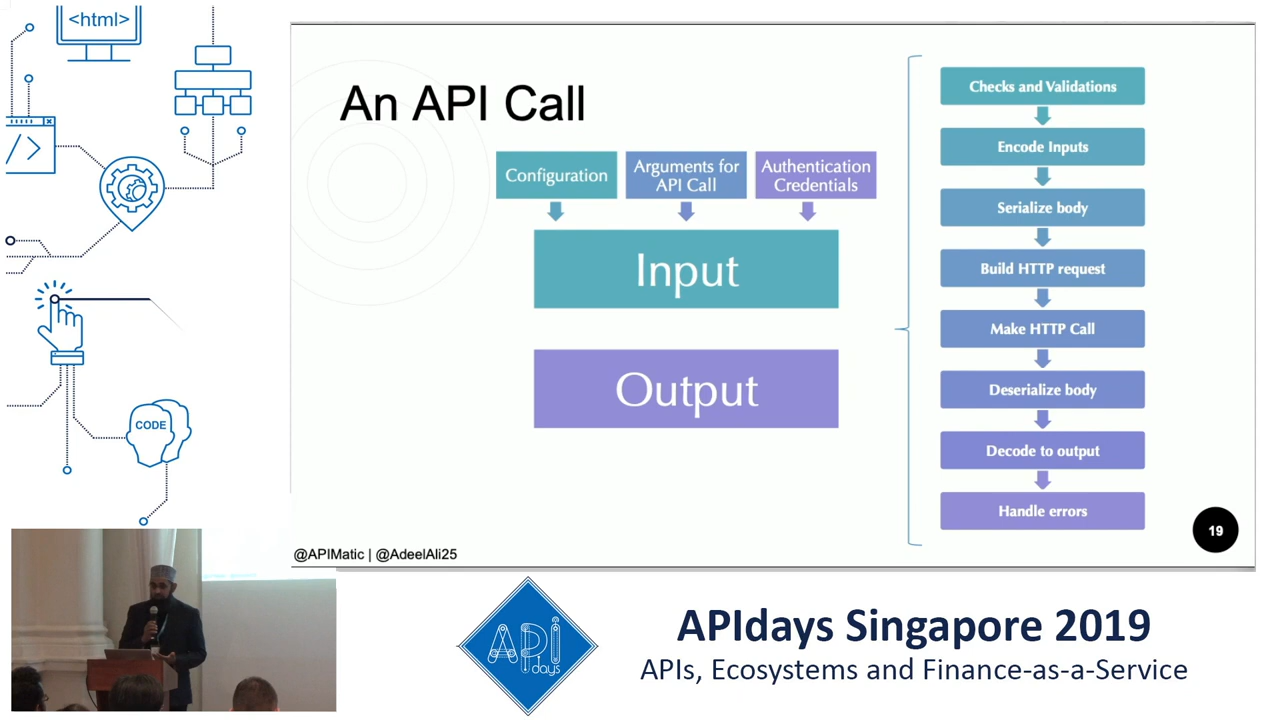 <html>
</>
CODE
An API Call
Configuration
Arguments for
API Call
Authentication
Credentials
Input
Output
Checks and Validations
Encode Inputs
Serialize body
Build HTTP request
Make HTTP Call
Deserialize body
Decode to output
Handle errors
19
@APIMatic | @AdeelAli25
API
days
APIdays Singapore 2019
APIs, Ecosystems and Finance-as-a-Service